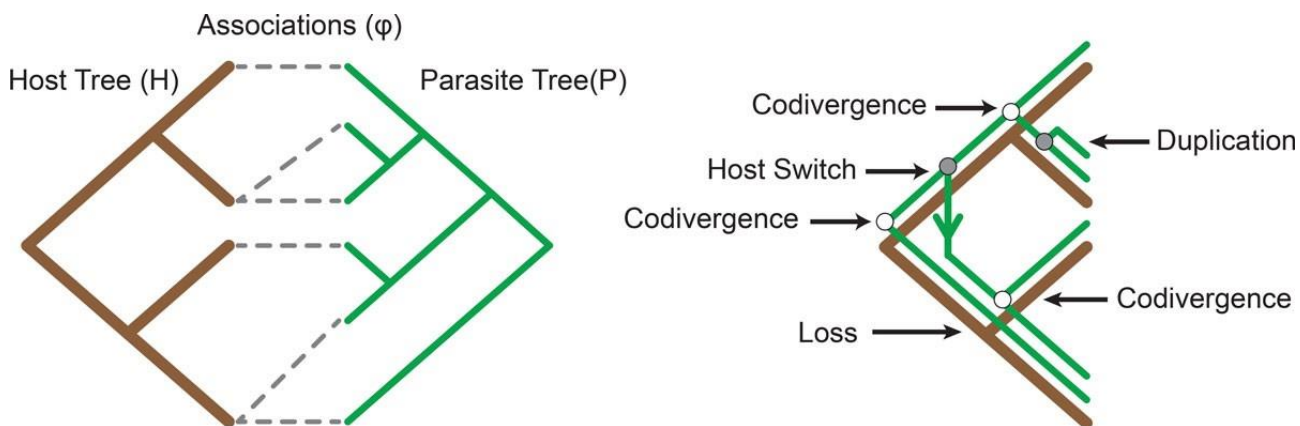 Associations (φ)
Host Tree (H)
Parasite Tree(P)
Codivergence
Duplication
Host Switch
Codivergence
Codivergence
Loss